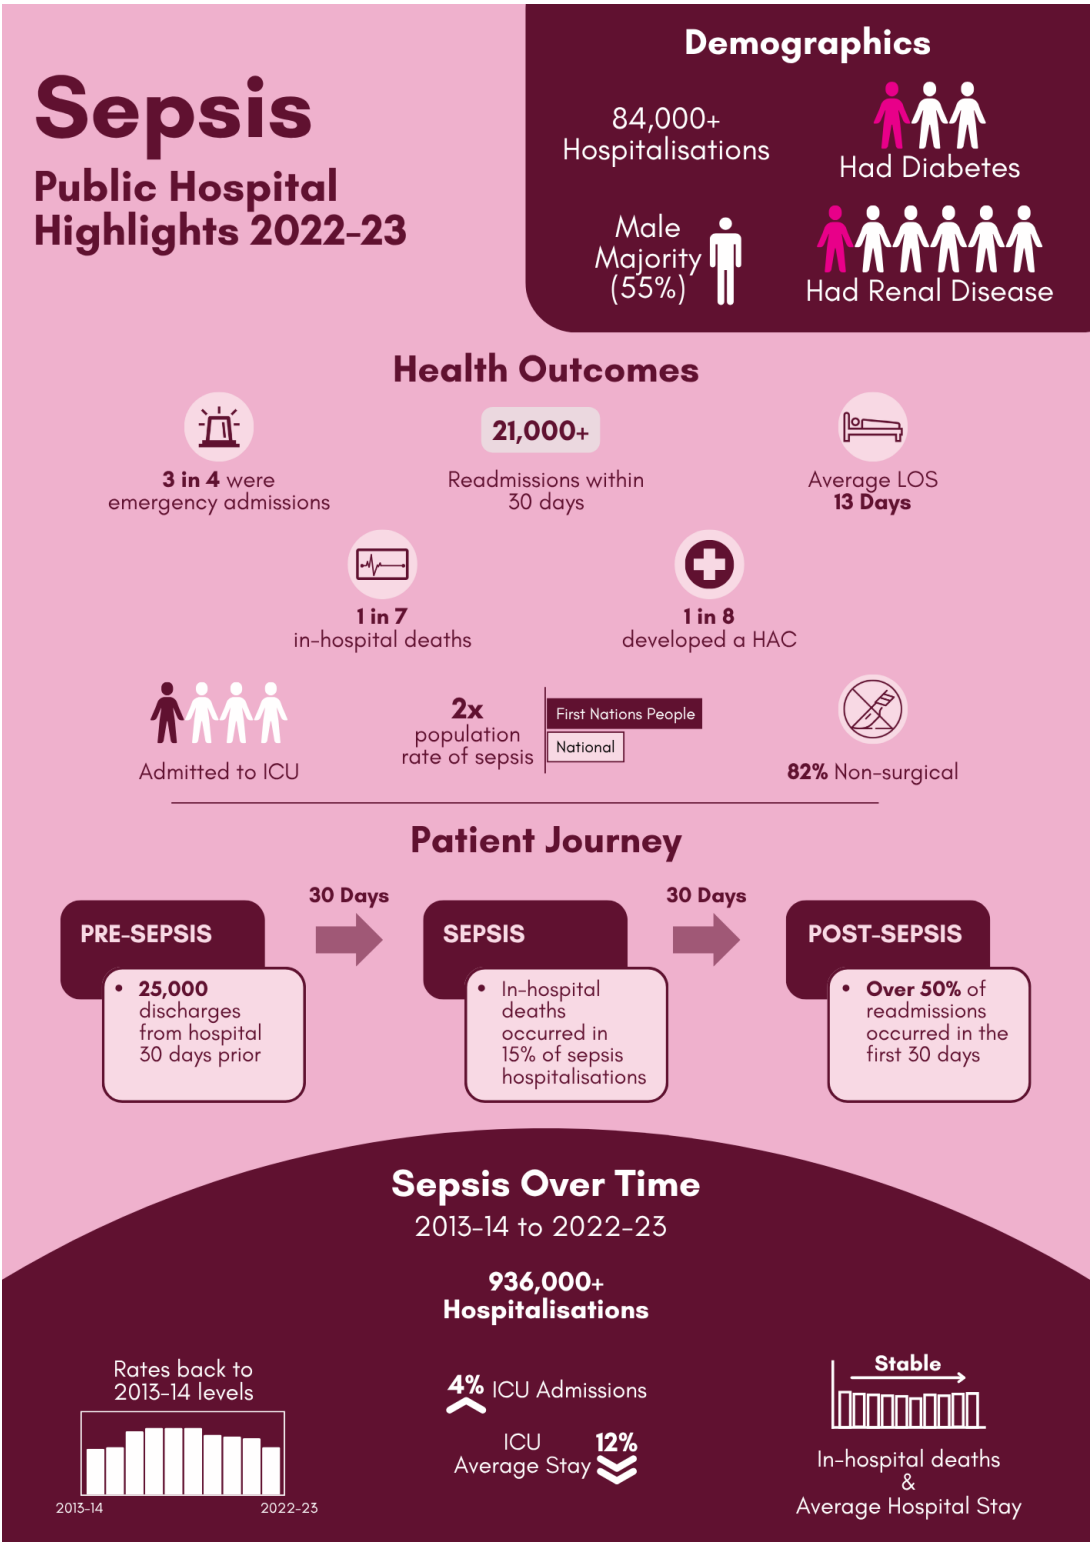 Sepsis
Public Hospital
Highlights 2022-23
Demographics
84,000+
Hospitalisations
Had Diabetes
Male
Majority
(55%)
Had Renal Disease
Health Outcomes
3 in 4 were
emergency admissions
21,000+
Readmissions within
30 days
Average LOS
13 Days
1 in 7
in-hospital deaths
1 in 8
developed a HAC
Admitted to ICU
2x
population
rate of sepsis
First Nations People
National
82% Non-surgical
Patient Journey
PRE-SEPSIS
• 25,000
discharges
from hospital
30 days prior
30 Days
SEPSIS
• In-hospital
deaths
occurred in
15% of sepsis
hospitalisations
30 Days
POST-SEPSIS
• Over 50% of
readmissions
occurred in the
first 30 days
Sepsis Over Time
2013-14 to 2022-23
936,000+
Hospitalisations
Rates back to
2013-14 levels
2013-14
2022-23
4% ICU Admissions
ICU
Average Stay
12%
Stable
In-hospital deaths
&
Average Hospital Stay